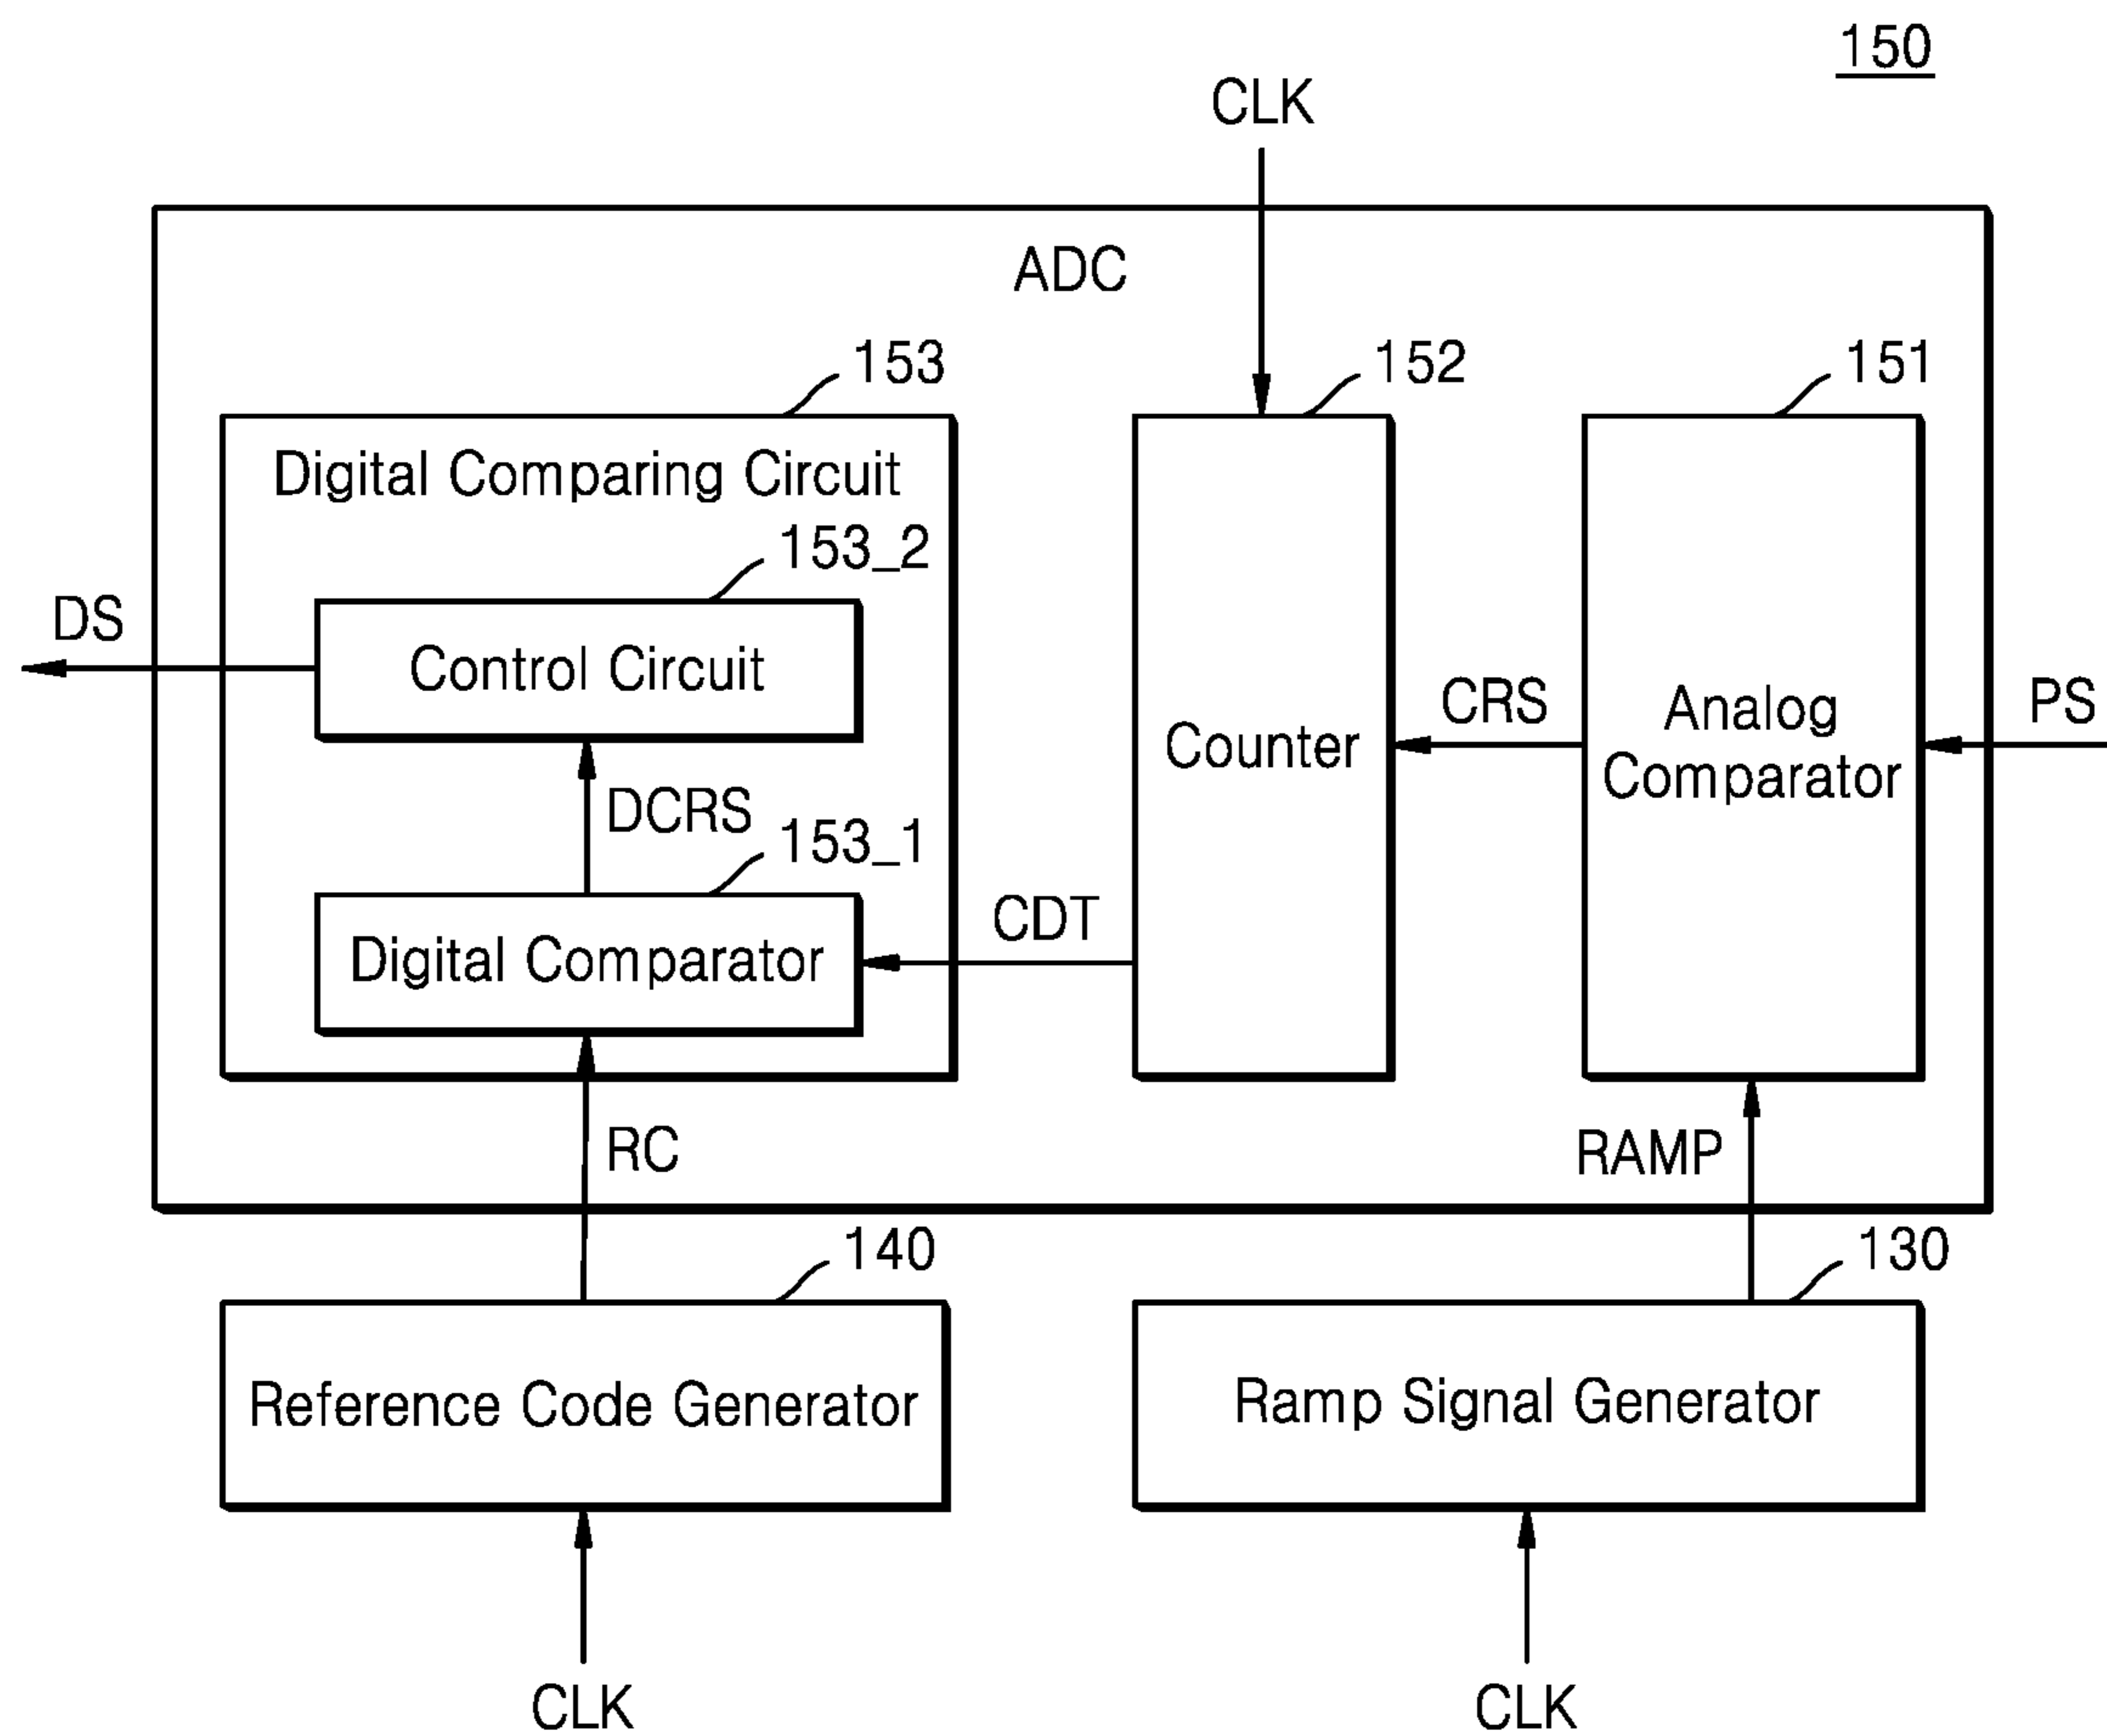 150
CLK
ADC
153
152
151
Digital Comparing Circuit
153_2
DS
Control Circuit
CRS
Analog
Comparator
PS
Counter
DCRS
153_1
CDT
Digital Comparator
RC
RAMP
140
130
Reference Code Generator
Ramp Signal Generator
CLK
CLK